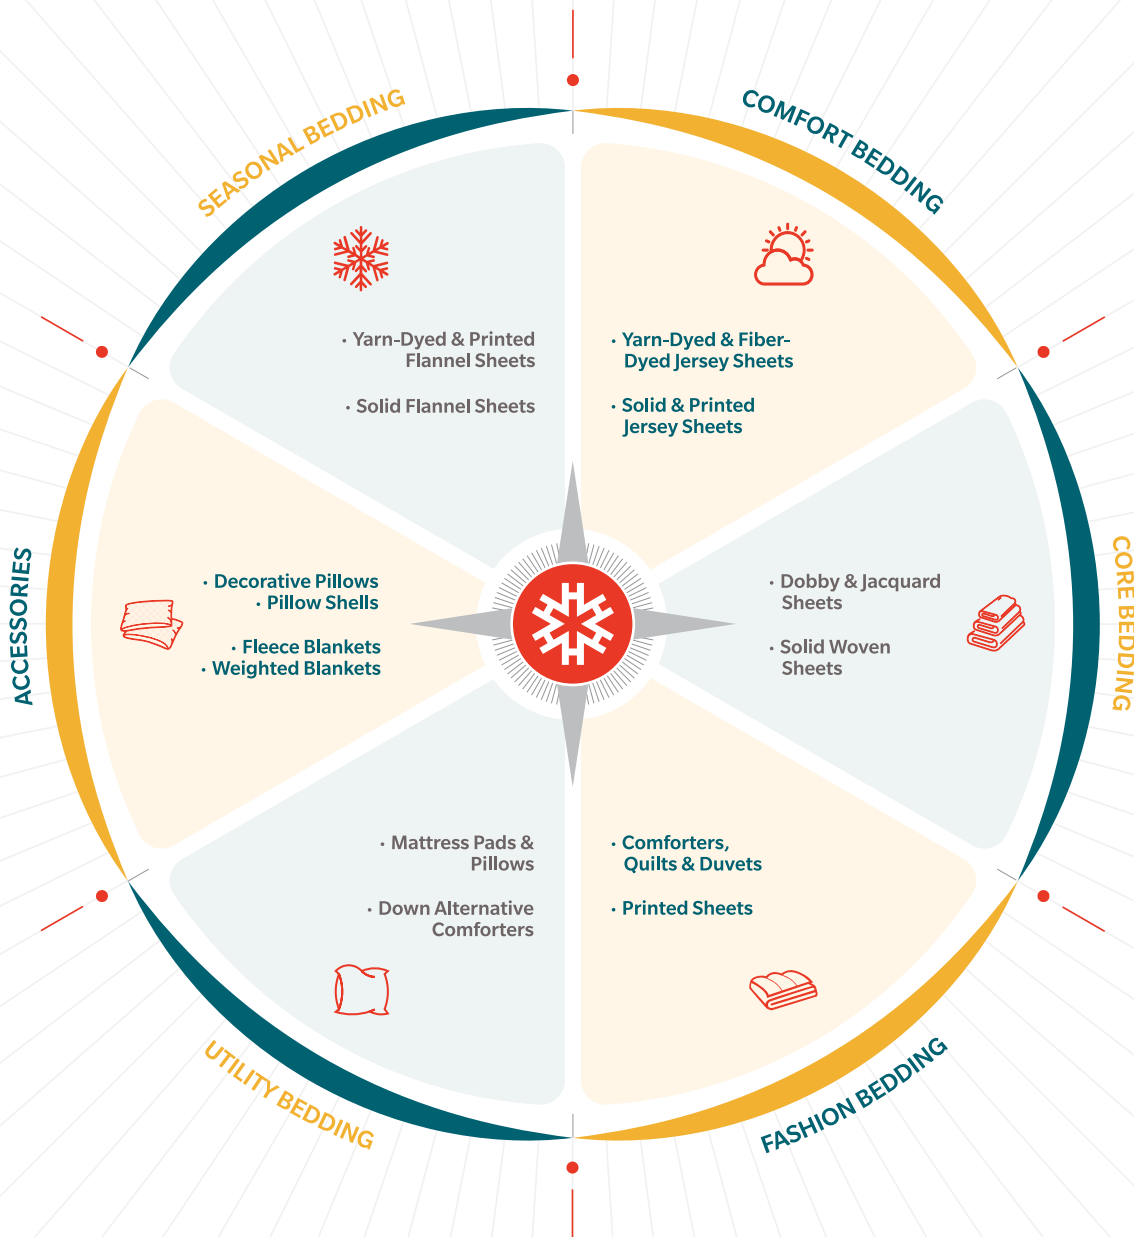 SEASONAL BEDDING
· Yarn-Dyed & Printed
Flannel Sheets
· Solid Flannel Sheets
COMFORT BEDDING
· Yarn-Dyed & Fiber-
Dyed Jersey Sheets
· Solid & Printed
Jersey Sheets
ACCESSORIES
· Decorative Pillows
· Pillow Shells
· Fleece Blankets
· Weighted Blankets
CORE BEDDING
· Dobby & Jacquard
Sheets
· Solid Woven
Sheets
UTILITY BEDDING
· Mattress Pads &
Pillows
· Down Alternative
Comforters
FASHION BEDDING
· Comforters,
Quilts & Duvets
· Printed Sheets